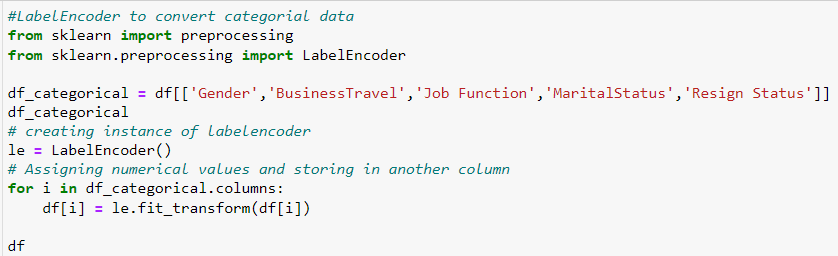 #LabelEncoder to convert categorial data
from sklearn import preprocessing
from sklearn.preprocessing import LabelEncoder
df_categorical = df[['Gender','BusinessTravel','Job Function','MaritalStatus','Resign Status']]
df_categorical
# creating instance of labelencoder
le = LabelEncoder()
# Assigning numerical values and storing in another column
for i in df_categorical.columns:
    df[i] = le.fit_transform(df[i])
df